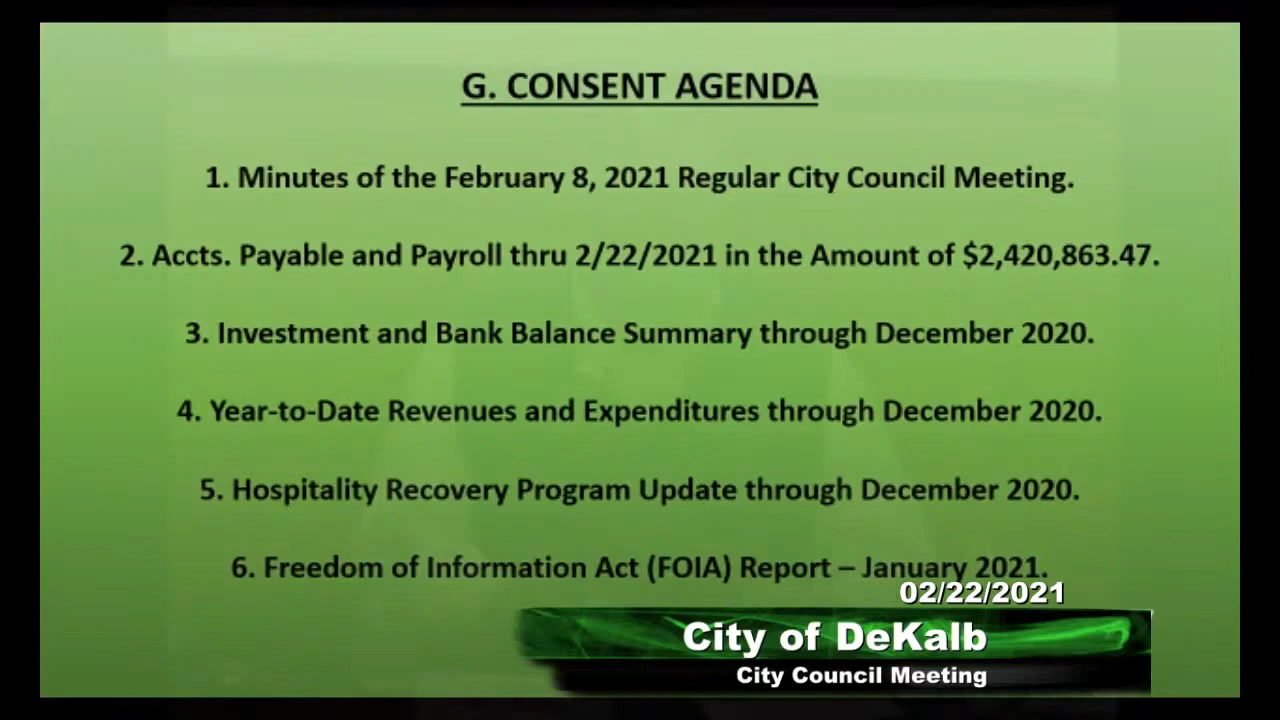 G. CONSENT AGENDA
1. Minutes of the February 8, 2021 Regular City Council Meeting.
2. Accts. Payable and Payroll thru 2/22/2021 in the Amount of $2,420,863.47.
3. Investment and Bank Balance Summary through December 2020.
4. Year-to-Date Revenues and Expenditures through December 2020.
5. Hospitality Recovery Program Update through December 2020.
6. Freedom of Information Act (FOIA) Report – January 2021.
02/22/2021
City of DeKalb
City Council Meeting